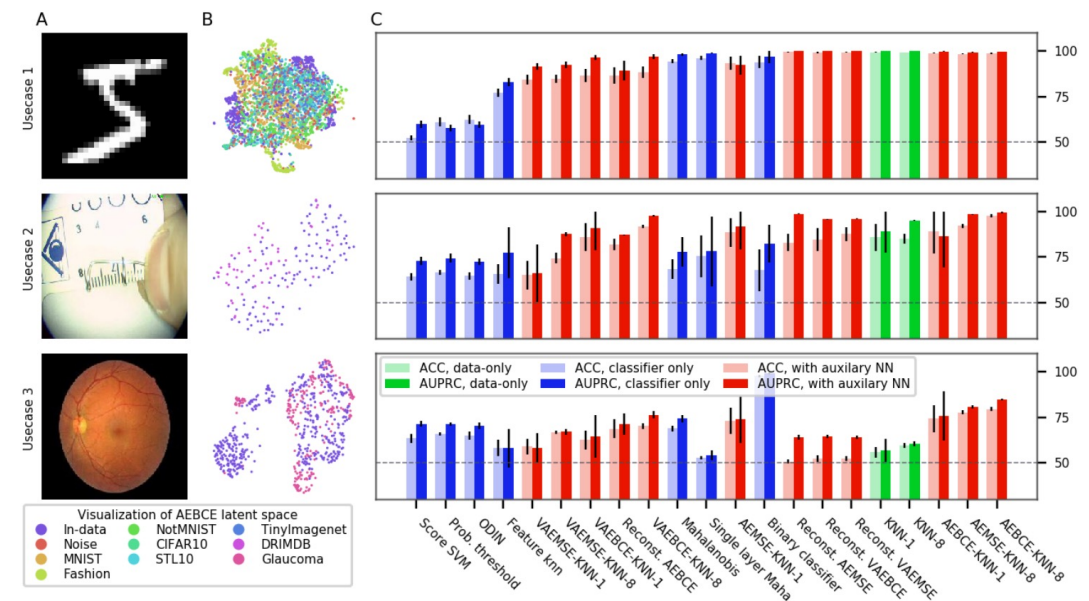 A
B
C
Usecase 1
100
75
50
Usecase 2
3
4
6
8
100
75
50
Usecase 3
ACC, data-only
ACC, classifier only
ACC, with auxilary NN
AUPRC, data-only
AUPRC, classifier only
AUPRC, with auxilary NN
100
75
50
Visualization of AEBCE latent space
In-data
NotMNIST
TinyImagenet
Noise
CIFAR10
DRIMDB
MNIST
STL10
Glaucoma
Fashion
Score SVM
Prob. threshold
ODIN
Feature knn
VAEMSE-KNN-1
VAEMSE-KNN-8
VAEBCE-KNN-1
Reconst. AEBCE
VAEBCE-KNN-8
Mahalanobis
Single layer Maha
AEMSE-KNN-1
Binary classifier
Reconst. AEMSE
Reconst. VAEBCE
Reconst. VAEMSE
KNN-1
KNN-8
AEBCE-KNN-1
AEMSE-KNN-8
AEBCE-KNN-8